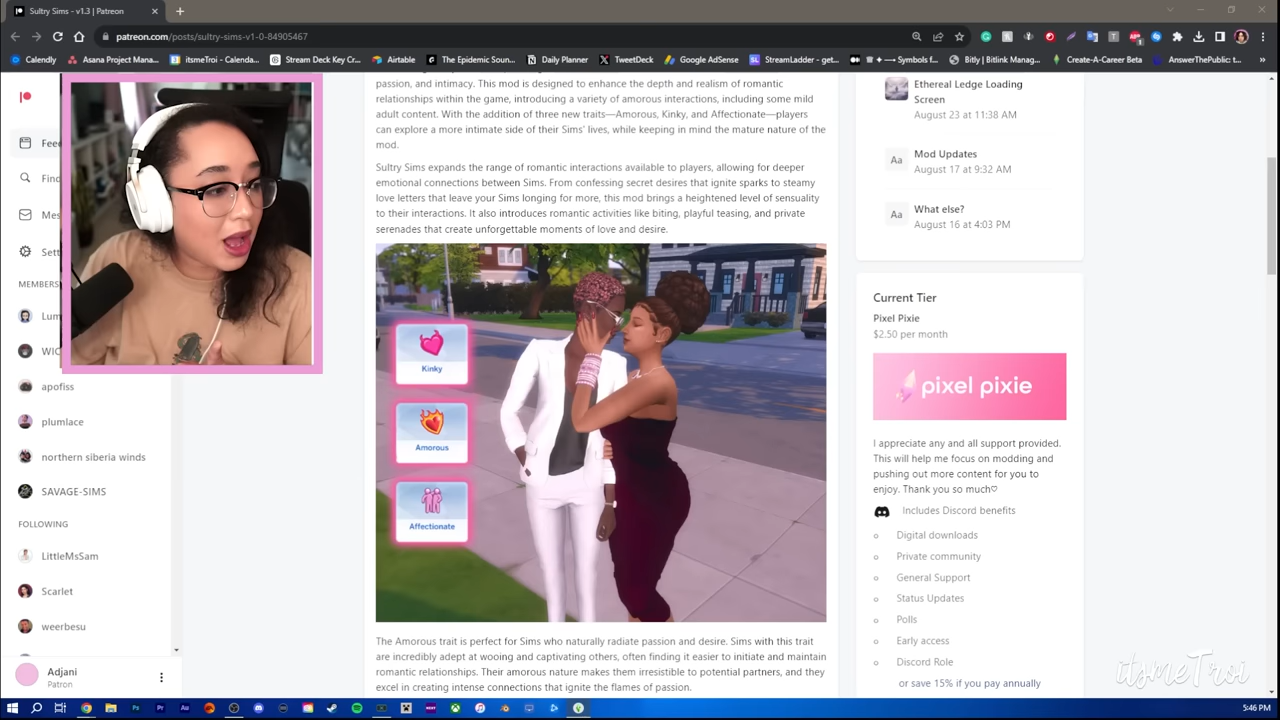 Sultry Sims - v1.3 | Patreon
patreon.com/posts/sultry-sims-v1-0-84905467
Calendly
Asana Project Mana...
itsmeTroi - Calend...
Stream Deck Key Cr...
Airtable
The Epidemic Soun...
Daily Planner
TweetDeck
Google AdSense
StreamLadder - get...
Symbols f...
Bitly | Bitlink Manag...
Create-A-Career Beta
AnswerThePublic: t...
Fee
Find
Mes
Sett
MEMBERS
Lum
WIC
apofiss
plumlace
northern siberia winds
SAVAGE-SIMS
FOLLOWING
LittleMsSam
Scarlet
weerbesu
Adjani
Patron
passion, and intimacy. This mod is designed to enhance the depth and realism of romantic
relationships within the game, introducing a variety of amorous interactions, including some mild
adult content. With the addition of three new traits—Amorous, Kinky, and Affectionate—players
can explore a more intimate side of their Sims' lives, while keeping in mind the mature nature of the
mod.
Sultry Sims expands the range of romantic interactions available to players, allowing for deeper
emotional connections between Sims. From confessing secret desires that ignite sparks to steamy
love letters that leave your Sims longing for more, this mod brings a heightened level of sensuality
to their interactions. It also introduces romantic activities like biting, playful teasing, and private
serenades that create unforgettable moments of love and desire.
Kinky
Amorous
Affectionate
The Amorous trait is perfect for Sims who naturally radiate passion and desire. Sims with this trait
are incredibly adept at wooing and captivating others, often finding it easier to initiate and maintain
romantic relationships. Their amorous nature makes them irresistible to potential partners, and they
excel in creating intense connections that ignite the flames of passion.
Ethereal Ledge Loading
Screen
August 23 at 11:38 AM
Aa
Mod Updates
August 17 at 9:32 AM
Aa
What else?
August 16 at 4:03 PM
Current Tier
Pixel Pixie
$2.50 per month
pixel pixie
I appreciate any and all support provided.
This will help me focus on modding and
pushing out more content for you to
enjoy. Thank you so much♡
Includes Discord benefits
Digital downloads
Private community
General Support
Status Updates
Polls
Early access
Discord Role
or save 15% if you pay annually
itsmeTroi
5:46 PM